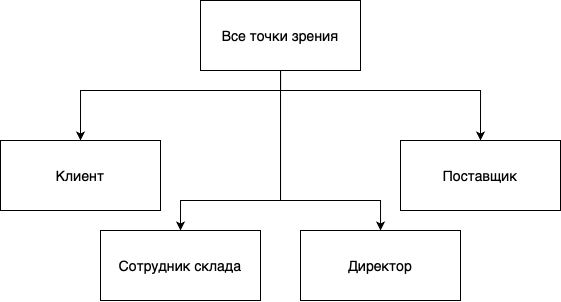 Все точки зрения
Клиент
Поставщик
Сотрудник склада
Директор